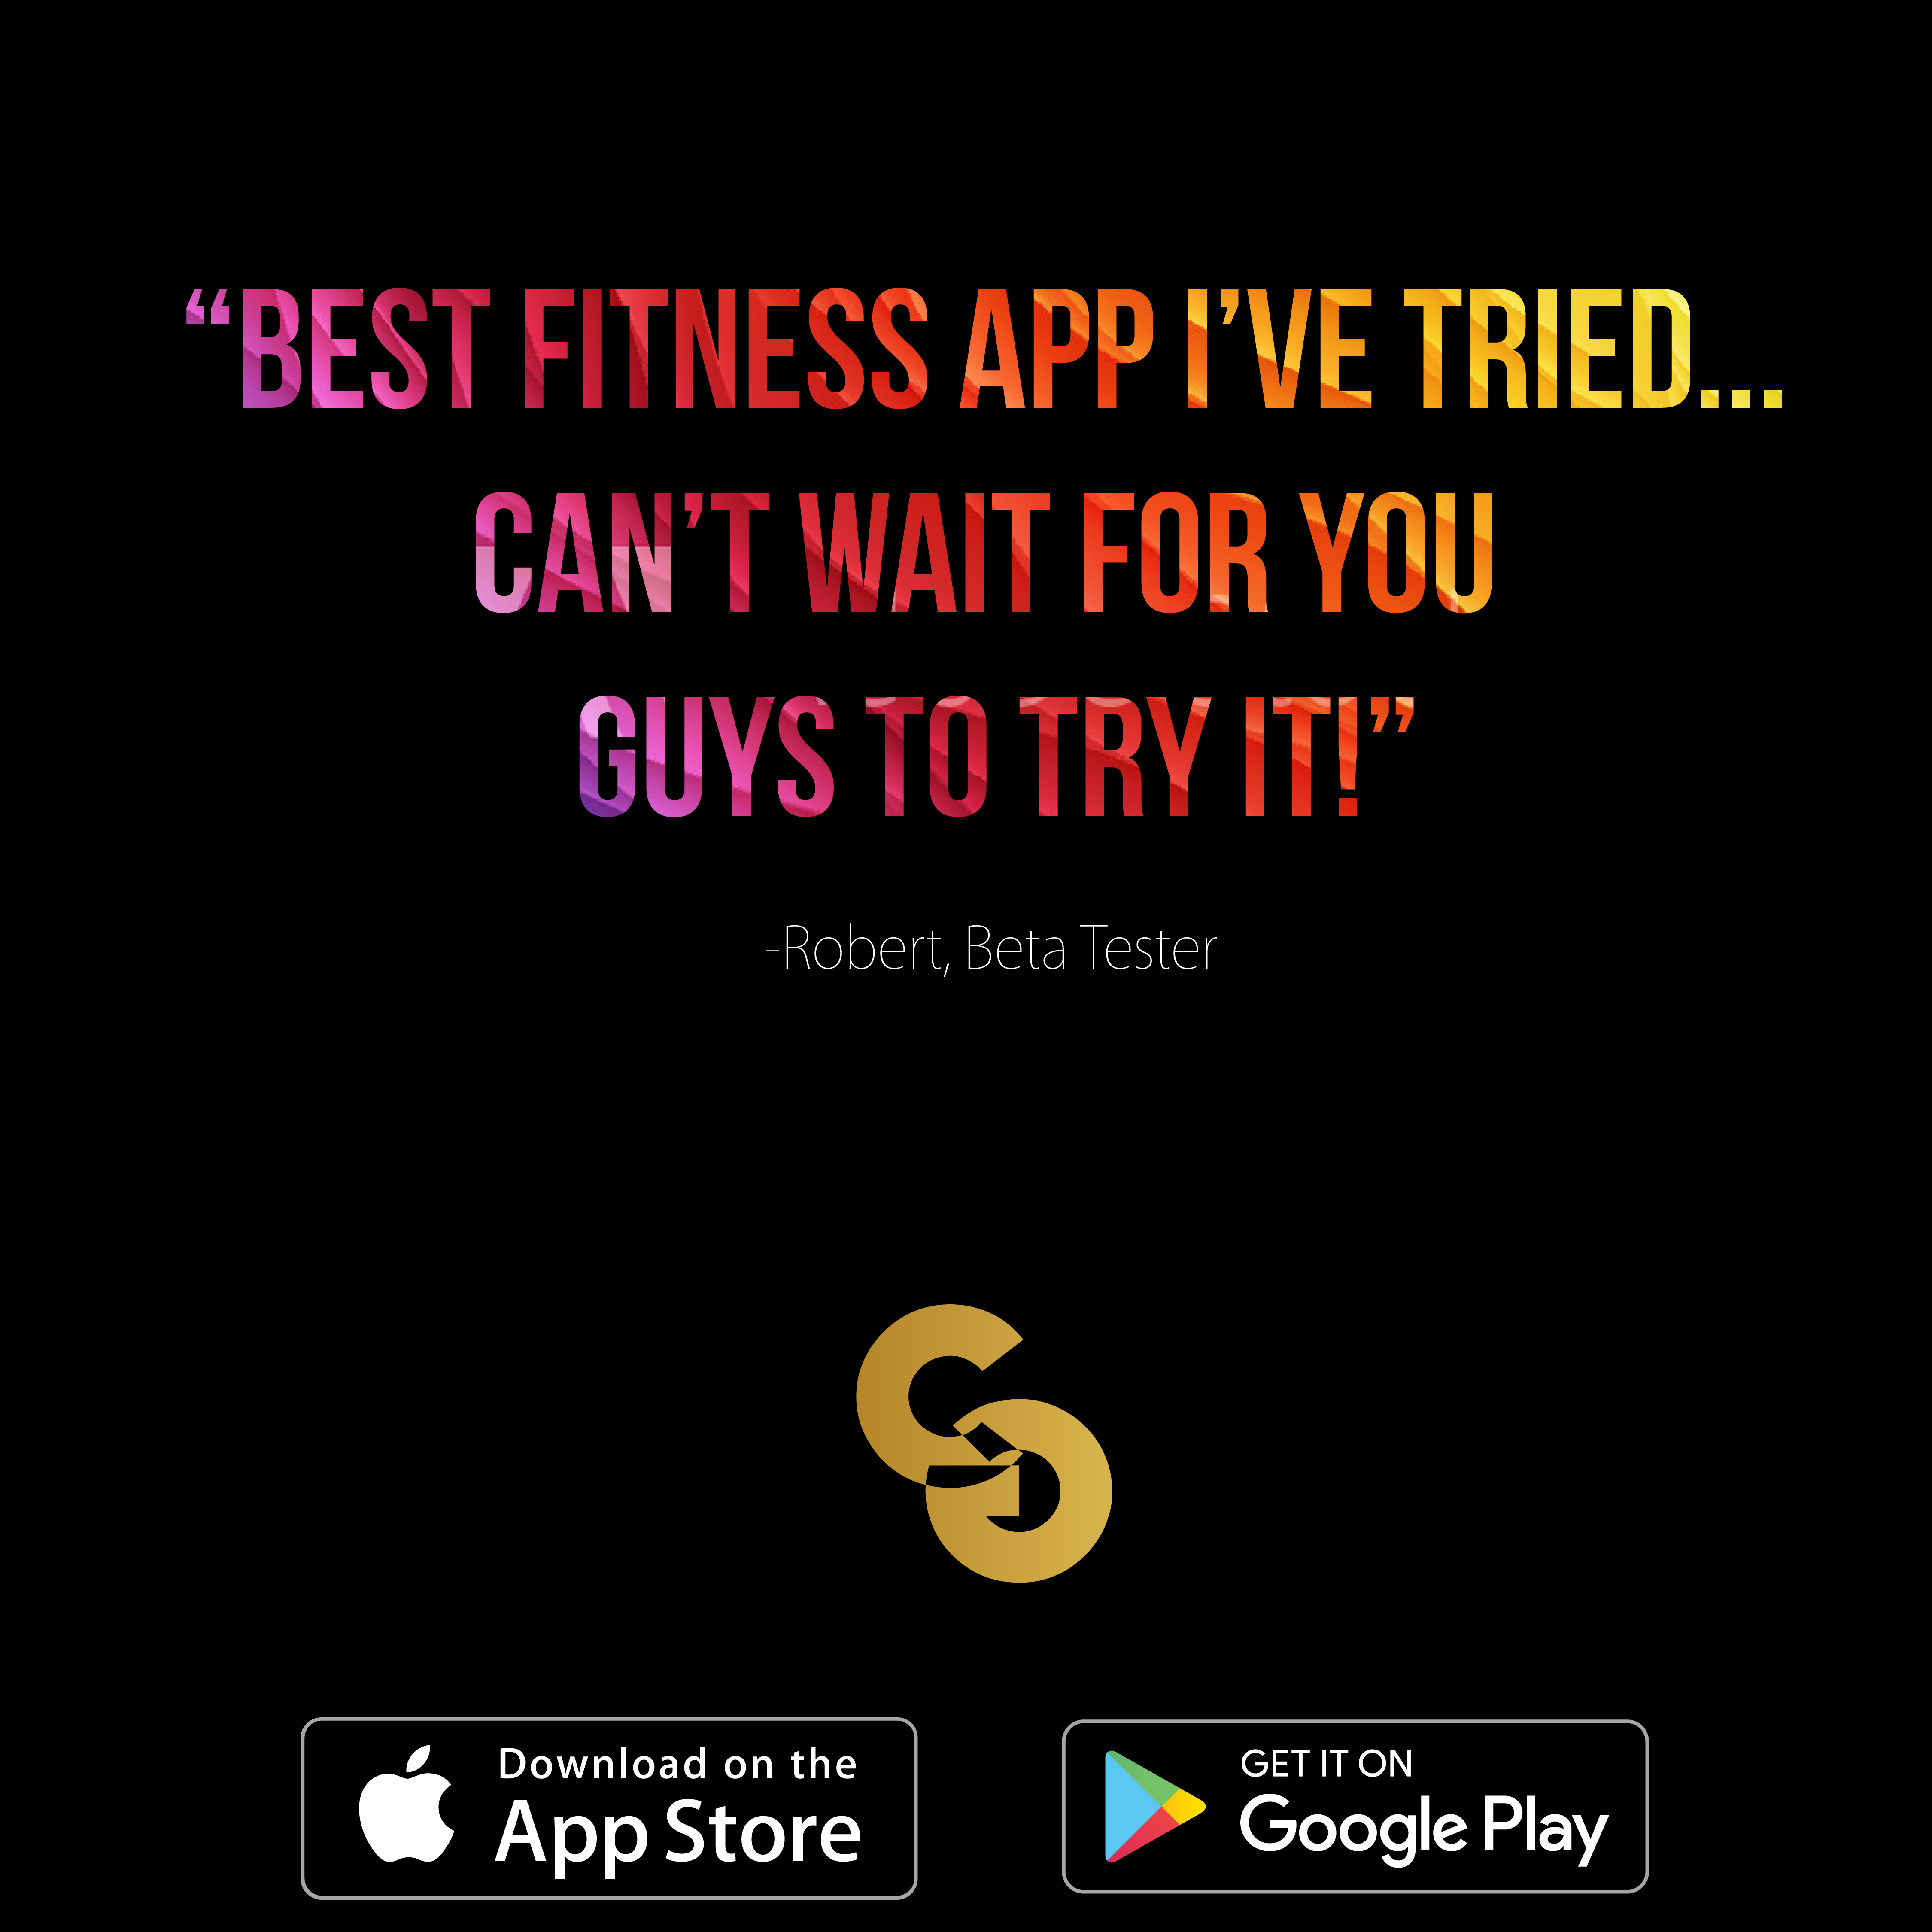 “BEST FITNESS APP I’VE TRIED...
CAN’T WAIT FOR YOU
GUYS TO TRY IT!”
-Robert, Beta Tester
Download on the
App Store
GET IT ON
Google Play